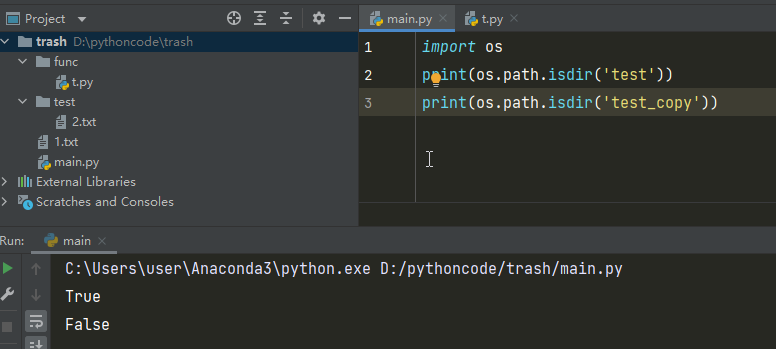 Project
trash D:\pythoncode\trash
func
t.py
test
2.txt
1.txt
main.py
External Libraries
Scratches and Consoles
main.py
t.py
1 import os
2 print(os.path.isdir('test'))
3 print(os.path.isdir('test_copy'))
Run: main
C:\Users\user\Anaconda3\python.exe D:/pythoncode/trash/main.py
True
False